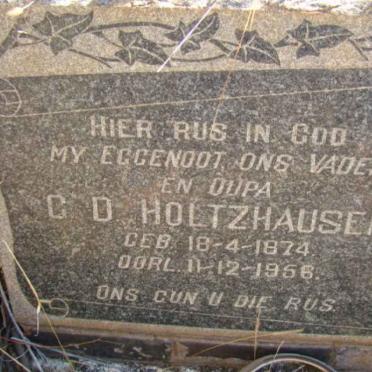 HIER RUS IN GOD
MY EGGENOOT, ONS VADER
EN OUPA
C D HOLTZHAUSEN
GEB. 18-4-1874.
OORL. 11-12-1956.
ONS GUN U DIE RUS.